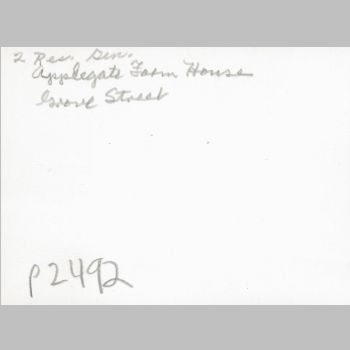 2 Res. Gen.
Applegate Farm House
Grove Street
P2492